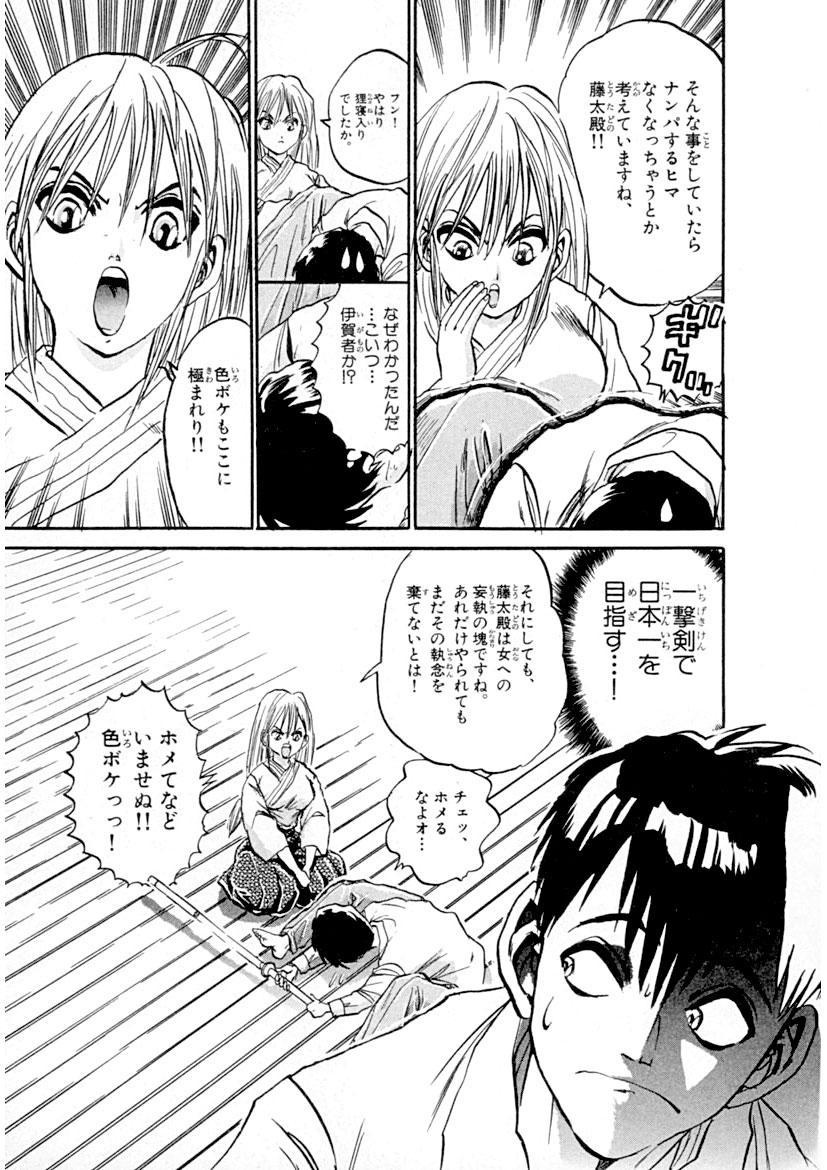 そんな事をしていたら
ナンパするヒマ
なくなっちゃうとか
考えていますね、
藤太殿!!
ギクッ
フン!
やはり
狸寝入り
でしたか。
なぜわかったんだ
…こいつ…
伊賀者か!?
色ボケもここに
極まれり!!
一撃剣で
日本一を
目指す…!
それにしても、
藤太殿は女への
妄執の塊ですね。
あれだけやられても
まだその執念を
棄てないとは!
チェッ、
ホメる
なよオ…
ホメてなど
いませぬ!!
色ボケっっ!